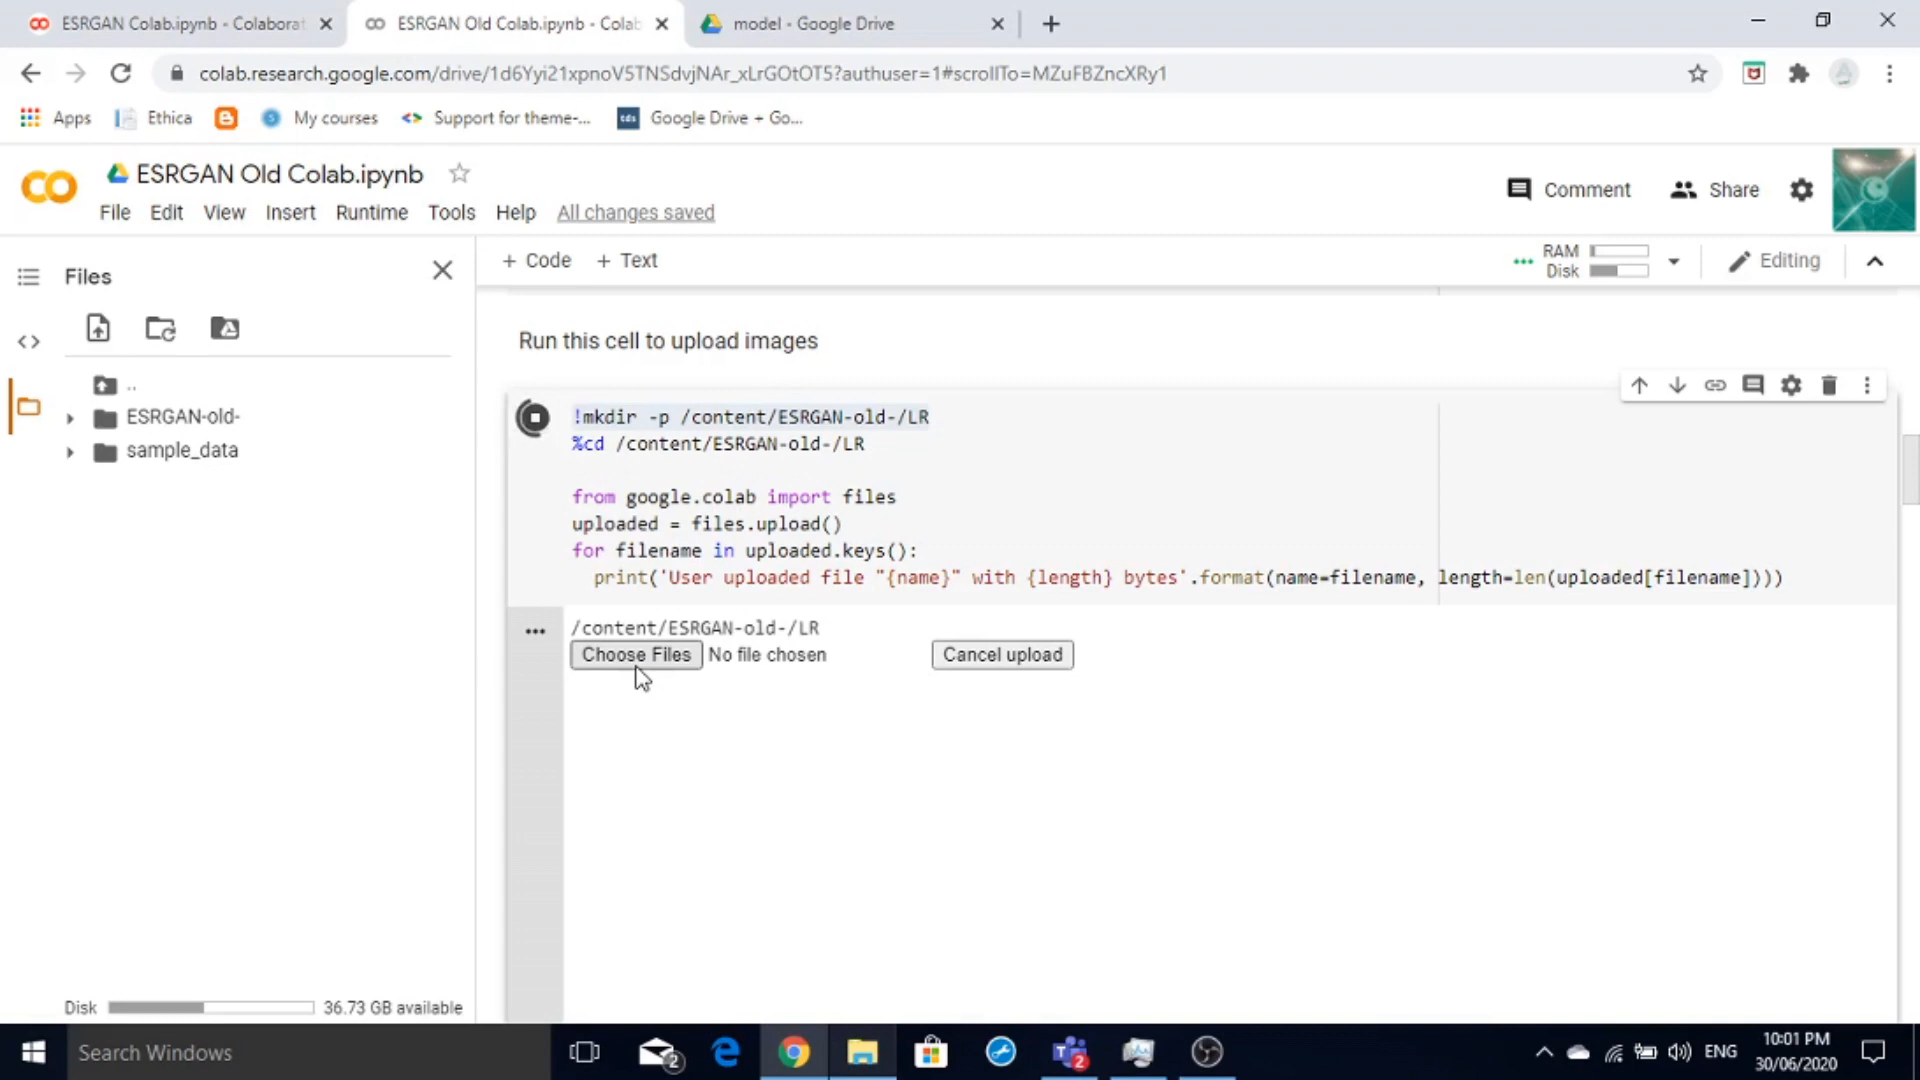 ESRGAN Colab.ipynb - Colaborat
ESRGAN Old Colab.ipynb - Colab
model - Google Drive
colab.research.google.com/drive/1d6Yyi21xpnoV5TNSdvjNAr_xLrGOtOT5?authuser=1#scrollTo=MZuFBZncXRy1
Apps
Ethica
My courses
Support for theme-...
tds
Google Drive + Go...
ESRGAN Old Colab.ipynb
Comment
Share
File Edit View Insert Runtime Tools Help All changes saved
Files
+ Code + Text
RAM
Disk
Editing
..
ESRGAN-old-
sample_data
Run this cell to upload images
!mkdir -p /content/ESRGAN-old-/LR
%cd /content/ESRGAN-old-/LR
from google.colab import files
uploaded = files.upload()
for filename in uploaded.keys():
print('User uploaded file "{name}" with {length} bytes'.format(name=filename, length=len(uploaded[filename])))
/content/ESRGAN-old-/LR
Choose Files No file chosen Cancel upload
Disk 36.73 GB available
Search Windows
2
2
ENG
10:01 PM
30/06/2020